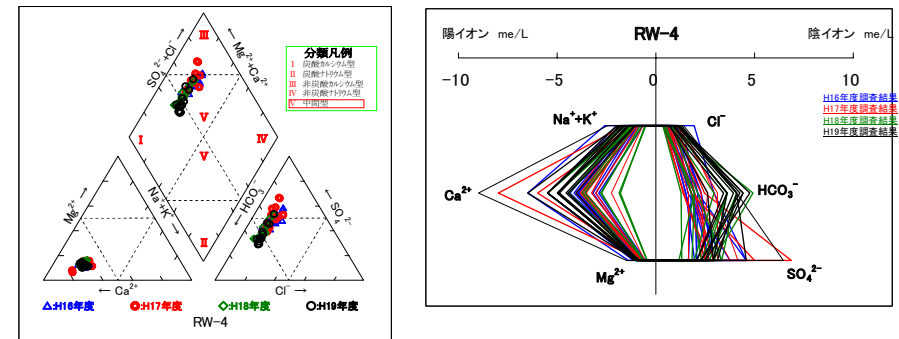 III
← SO₄²⁻+Cl⁻
Mg²⁺+Ca²⁺ →
分類凡例
I 炭酸カルシウム型
II 炭酸ナトリウム型
III 非炭酸カルシウム型
IV 非炭酸ナトリウム型
V 中間型
V
I
IV
V
Mg²⁺ →
Na⁺+K⁺ →
← HCO₃⁻
← SO₄²⁻
II
← Ca²⁺ ←
Cl⁻ →
△:H16年度 ◎:H17年度 ◇:H18年度 ○:H19年度
RW-4
陽イオン me/L RW-4 陰イオン me/L
-10 -5 0 5 10
H16年度調査結果
H17年度調査結果
H18年度調査結果
H19年度調査結果
Na⁺+K⁺ Cl⁻
Ca²⁺ HCO₃⁻
Mg²⁺ SO₄²⁻